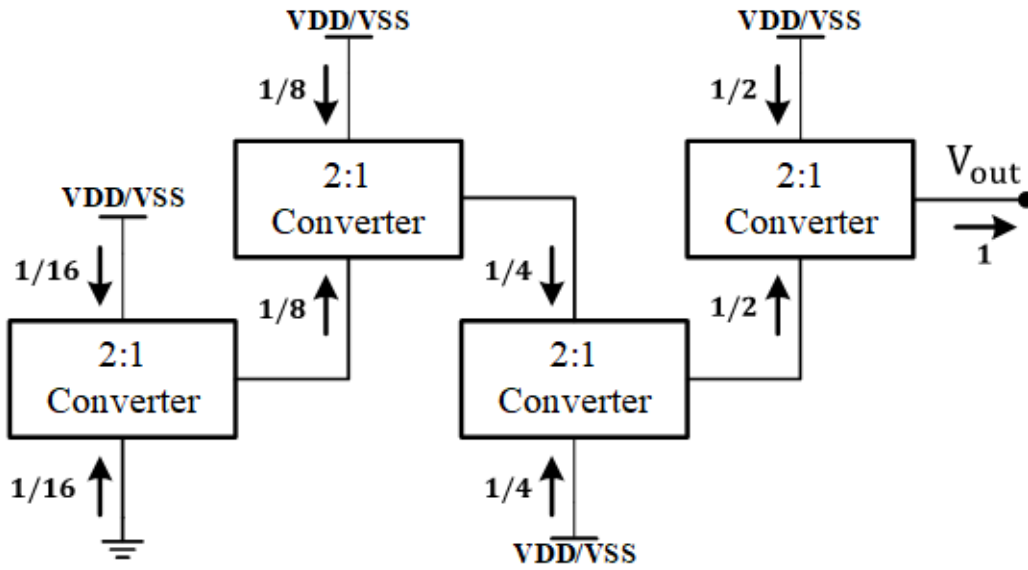 VDD/VSS
VDD/VSS
1/8
1/2
2:1
Converter
2:1
Converter
Vout
1
VDD/VSS
1/16
1/8
1/4
1/2
2:1
Converter
2:1
Converter
1/16
1/4
VDD/VSS